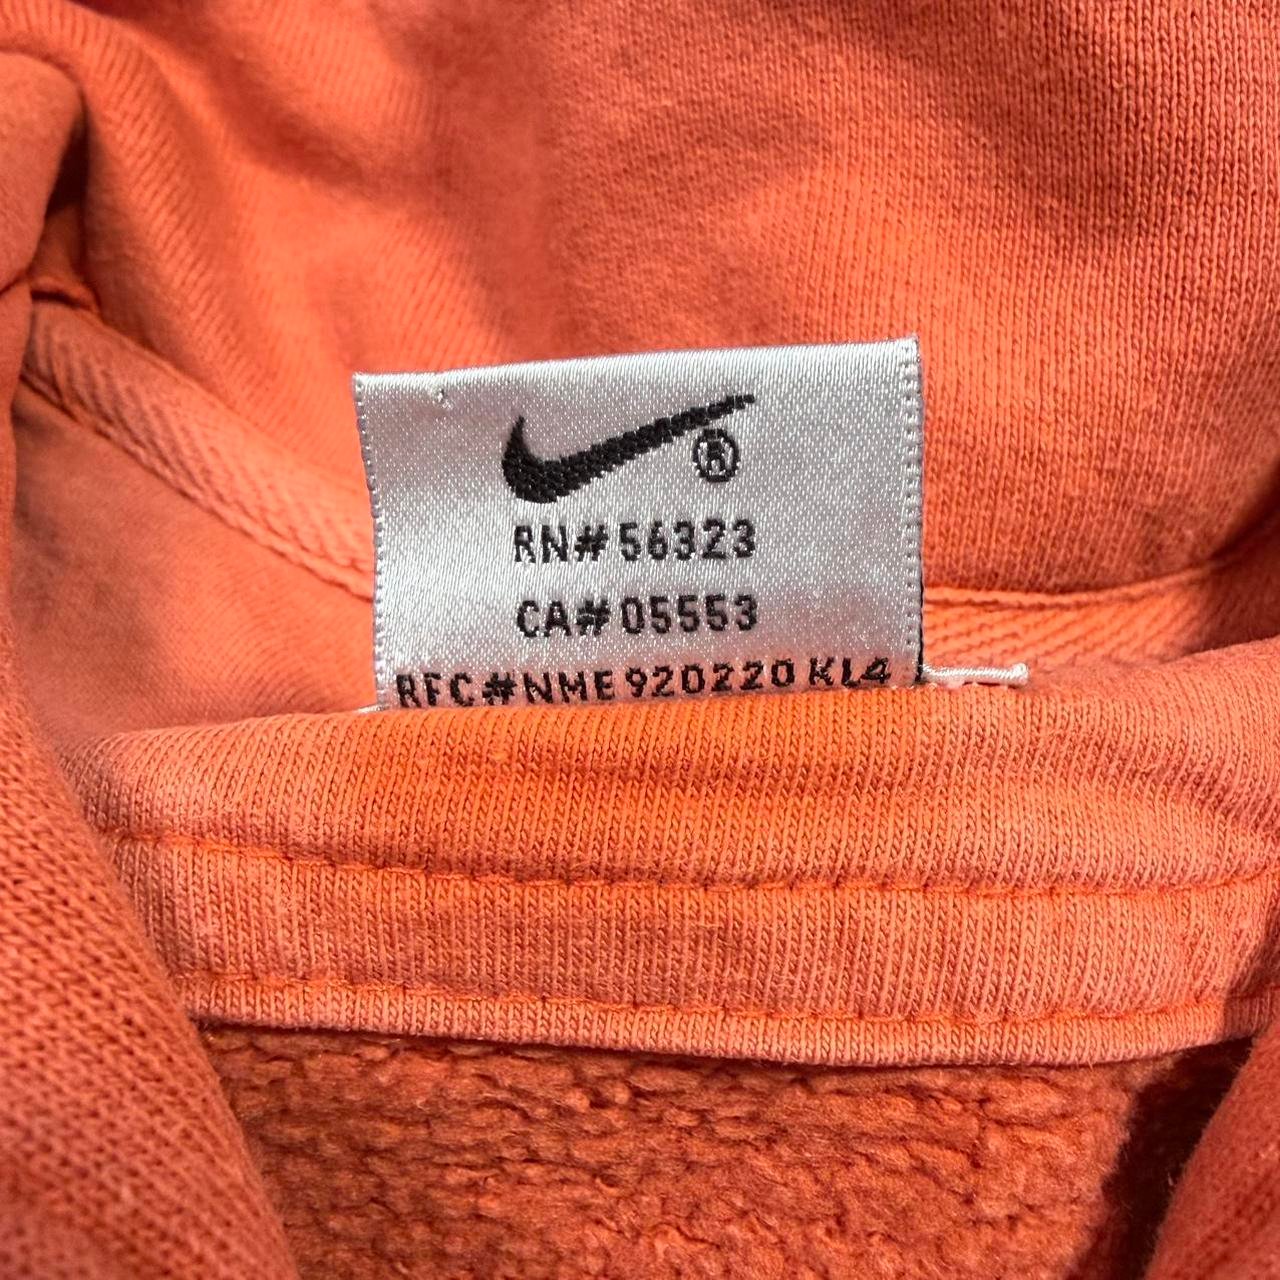 ®
RN# 56323
CA# 05553
RFC# NME 920220 KL4